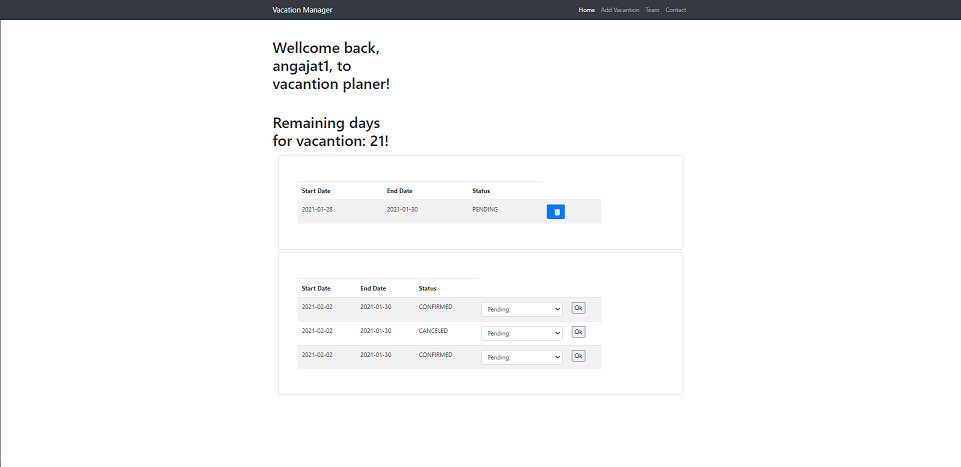 Vacation Manager Home Add Vacantion Team Contact
Wellcome back,
angajat1, to
vacantion planer!
Remaining days
for vacantion: 21!
Start Date End Date Status
2021-01-28 2021-01-30 PENDING
Start Date End Date Status
2021-02-02 2021-01-30 CONFIRMED Pending Ok
2021-02-02 2021-01-30 CANCELED Pending Ok
2021-02-02 2021-01-30 CONFIRMED Pending Ok